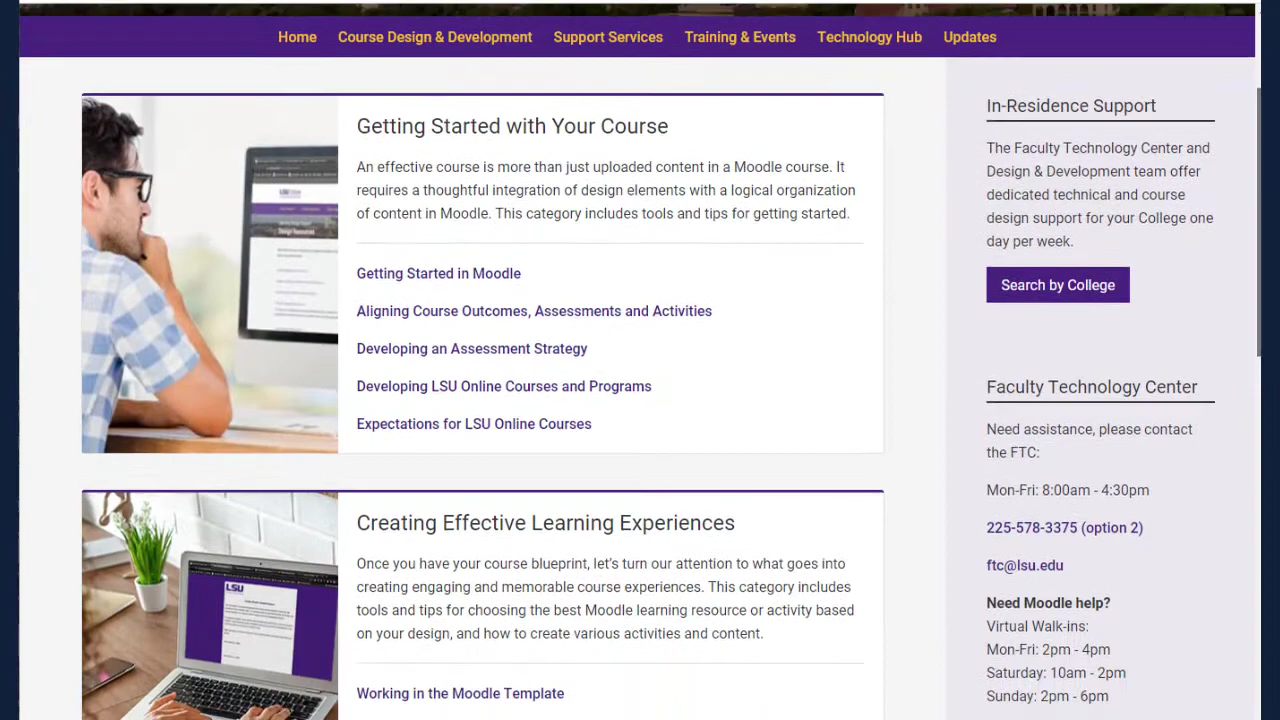 Home Course Design & Development Support Services Training & Events Technology Hub Updates
Getting Started with Your Course
An effective course is more than just uploaded content in a Moodle course. It
requires a thoughtful integration of design elements with a logical organization
of content in Moodle. This category includes tools and tips for getting started.
Getting Started in Moodle
Aligning Course Outcomes, Assessments and Activities
Developing an Assessment Strategy
Developing LSU Online Courses and Programs
Expectations for LSU Online Courses
LSU
Creating Effective Learning Experiences
Once you have your course blueprint, let's turn our attention to what goes into
creating engaging and memorable course experiences. This category includes
tools and tips for choosing the best Moodle learning resource or activity based
on your design, and how to create various activities and content.
Working in the Moodle Template
In-Residence Support
The Faculty Technology Center and
Design & Development team offer
dedicated technical and course
design support for your College one
day per week.
Search by College
Faculty Technology Center
Need assistance, please contact
the FTC:
Mon-Fri: 8:00am - 4:30pm
225-578-3375 (option 2)
ftc@lsu.edu
Need Moodle help?
Virtual Walk-ins:
Mon-Fri: 2pm - 4pm
Saturday: 10am - 2pm
Sunday: 2pm - 6pm